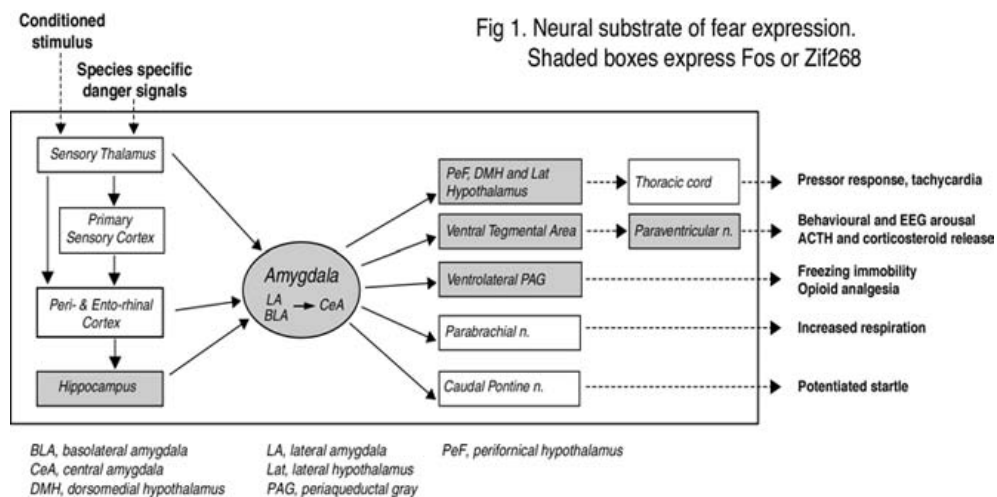 Conditioned
stimulus
Fig 1. Neural substrate of fear expression.
Shaded boxes express Fos or Zif268
Species specific
danger signals
Sensory Thalamus
Primary
Sensory Cortex
Peri- & Ento-rhinal
Cortex
Hippocampus
Amygdala
LA
BLA
CeA
PeF, DMH and Lat
Hypothalamus
Thoracic cord
Pressor response, tachycardia
Ventral Tegmental Area
Paraventricular n.
Behavioural and EEG arousal
ACTH and corticosteroid release
Ventrolateral PAG
Freezing immobility
Opioid analgesia
Parabrachial n.
Increased respiration
Caudal Pontine n.
Potentiated startle
BLA, basolateral amygdala
CeA, central amygdala
DMH, dorsomedial hypothalamus
LA, lateral amygdala
Lat, lateral hypothalamus
PAG, periaqueductal gray
PeF, perifornical hypothalamus